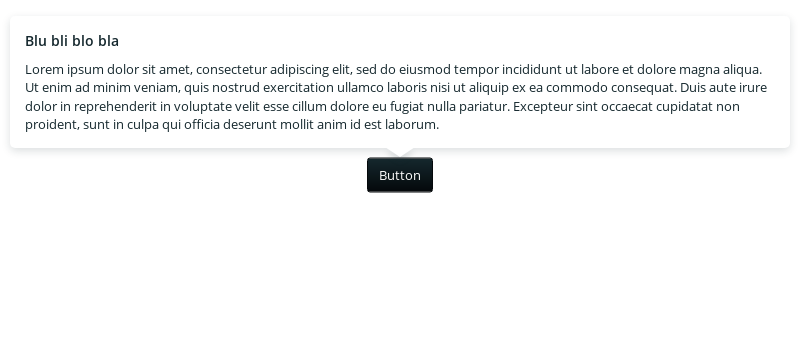 Blu bli blo bla
Lorem ipsum dolor sit amet, consectetur adipiscing elit, sed do eiusmod tempor incididunt ut labore et dolore magna aliqua.
Ut enim ad minim veniam, quis nostrud exercitation ullamco laboris nisi ut aliquip ex ea commodo consequat. Duis aute irure
dolor in reprehenderit in voluptate velit esse cillum dolore eu fugiat nulla pariatur. Excepteur sint occaecat cupidatat non
proident, sunt in culpa qui officia deserunt mollit anim id est laborum.
Button